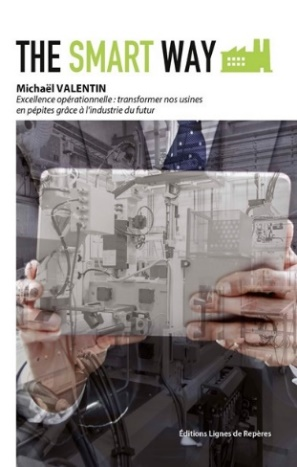 THE SMART WAY
Michaël VALENTIN
Excellence opérationnelle : transformer nos usines
en pépites grâce à l'industrie du futur
Éditions Lignes de Repères